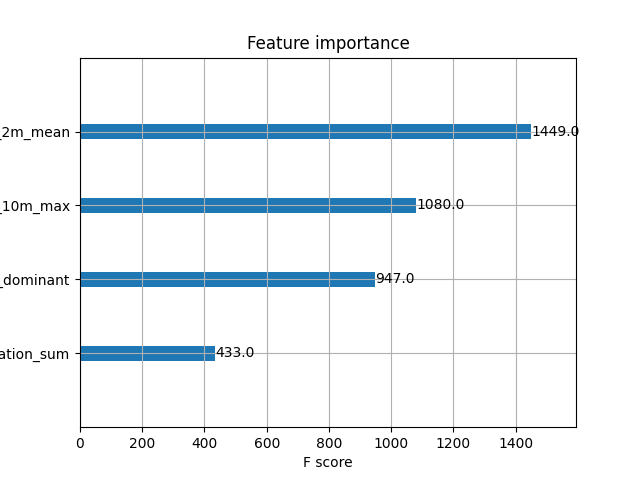 Feature importance
_2m_mean
1449.0
_10m_max
1080.0
_dominant
947.0
ation_sum
433.0
0 200 400 600 800 1000 1200 1400
F score